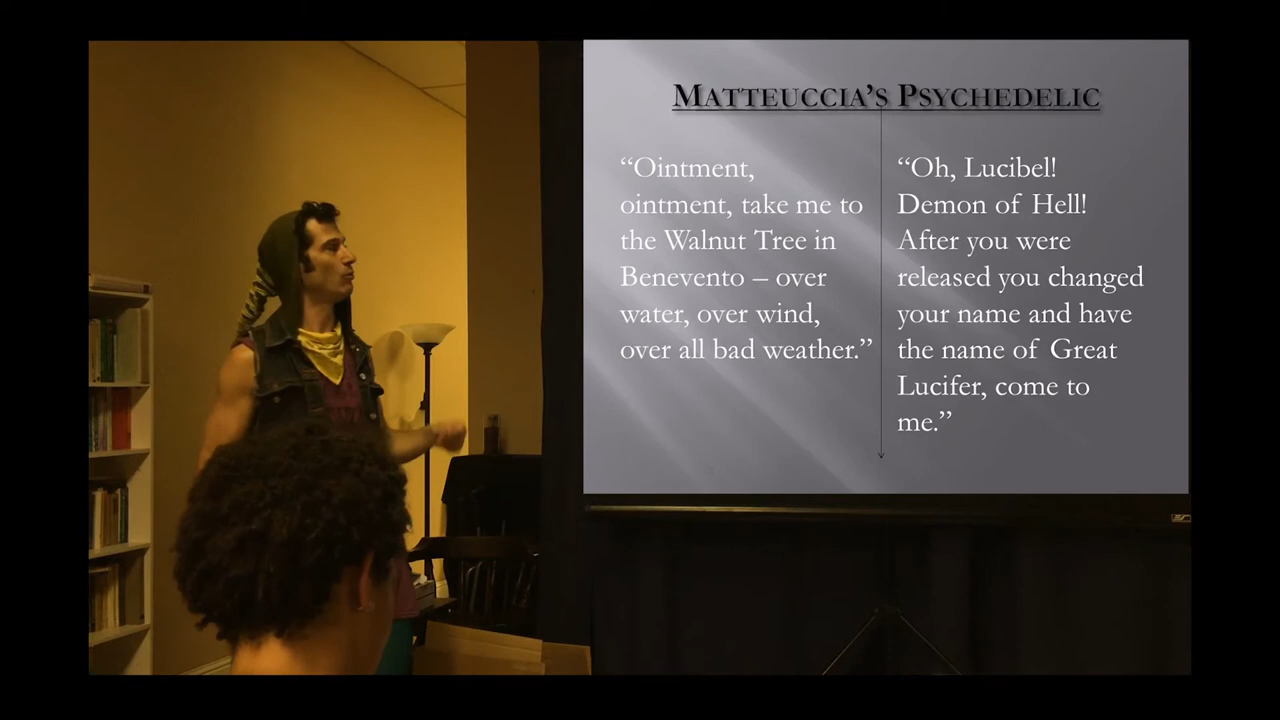 MATTEUCCIA'S PSYCHEDELIC
“Ointment,
ointment, take me to
the Walnut Tree in
Benevento – over
water, over wind,
over all bad weather.”
“Oh, Lucibel!
Demon of Hell!
After you were
released you changed
your name and have
the name of Great
Lucifer, come to
me.”